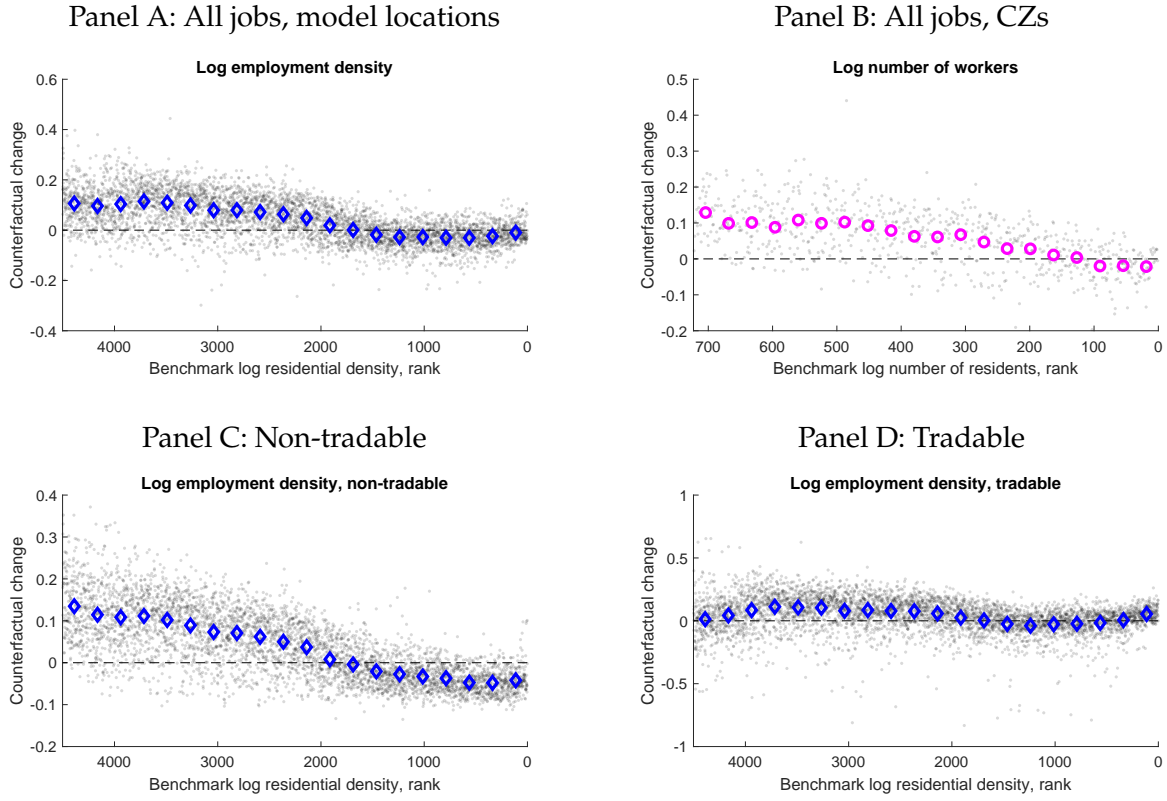 Panel A: All jobs, model locations
Log employment density
Counterfactual change
0.6
0.4
0.2
0
-0.2
-0.4
4000 3000 2000 1000 0
Benchmark log residential density, rank
Panel B: All jobs, CZs
Log number of workers
Counterfactual change
0.5
0.4
0.3
0.2
0.1
0
-0.1
-0.2
700 600 500 400 300 200 100 0
Benchmark log number of residents, rank
Panel C: Non-tradable
Log employment density, non-tradable
Counterfactual change
0.4
0.3
0.2
0.1
0
-0.1
-0.2
4000 3000 2000 1000 0
Benchmark log residential density, rank
Panel D: Tradable
Log employment density, tradable
Counterfactual change
1
0.5
0
-0.5
-1
4000 3000 2000 1000 0
Benchmark log residential density, rank